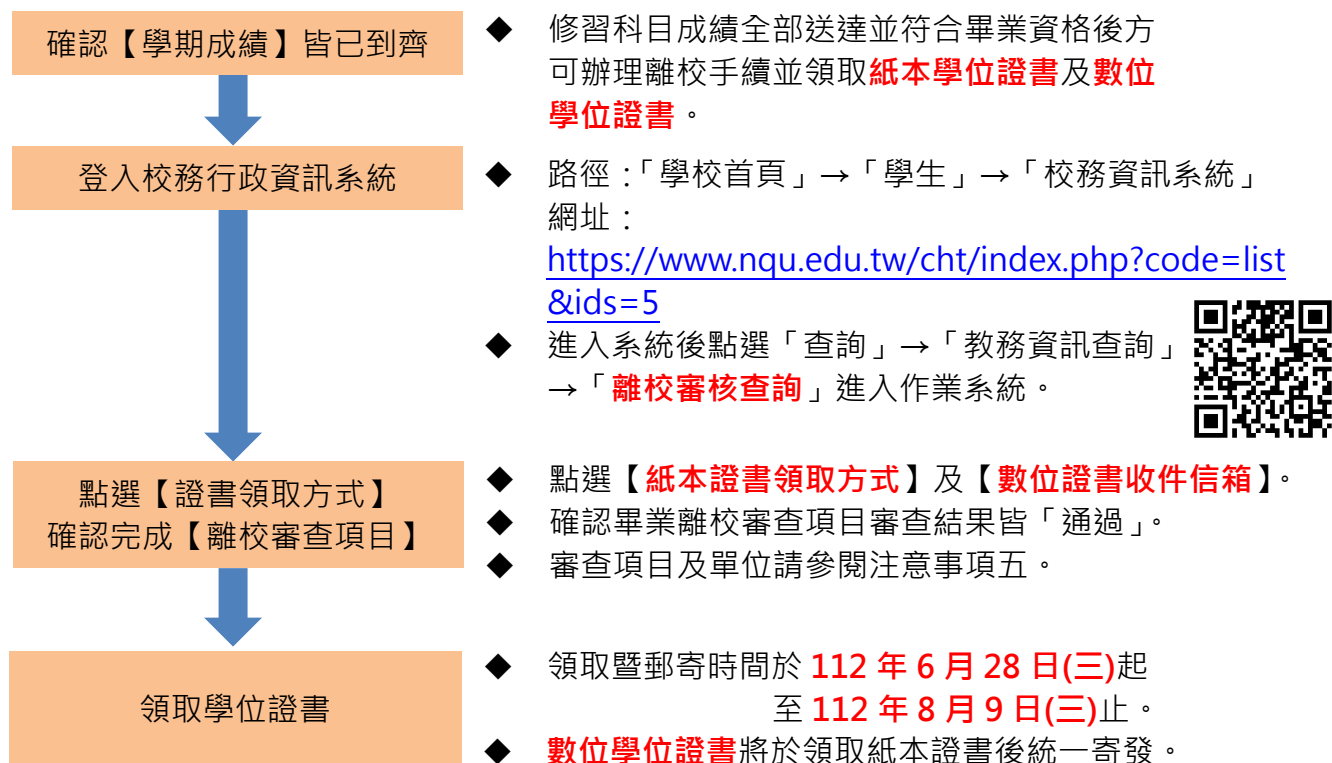 確認【學期成績】皆已到齊
◆ 修習科目成績全部送達並符合畢業資格後方
可辦理離校手續並領取紙本學位證書及數位
學位證書。
登入校務行政資訊系統
◆ 路徑：「學校首頁」→「學生」→「校務資訊系統」
網址：
https://www.nqu.edu.tw/cht/index.php?code=list
&ids=5
◆ 進入系統後點選「查詢」→「教務資訊查詢」
→「離校審核查詢」進入作業系統。
點選【證書領取方式】
確認完成【離校審查項目】
◆ 點選【紙本證書領取方式】及【數位證書收件信箱】。
◆ 確認畢業離校審查項目審查結果皆「通過」。
◆ 審查項目及單位請參閱注意事項五。
領取學位證書
◆ 領取暨郵寄時間於 112 年 6 月 28 日(三)起
至 112 年 8 月 9 日(三)止。
◆ 數位學位證書將於領取紙本證書後統一寄發。